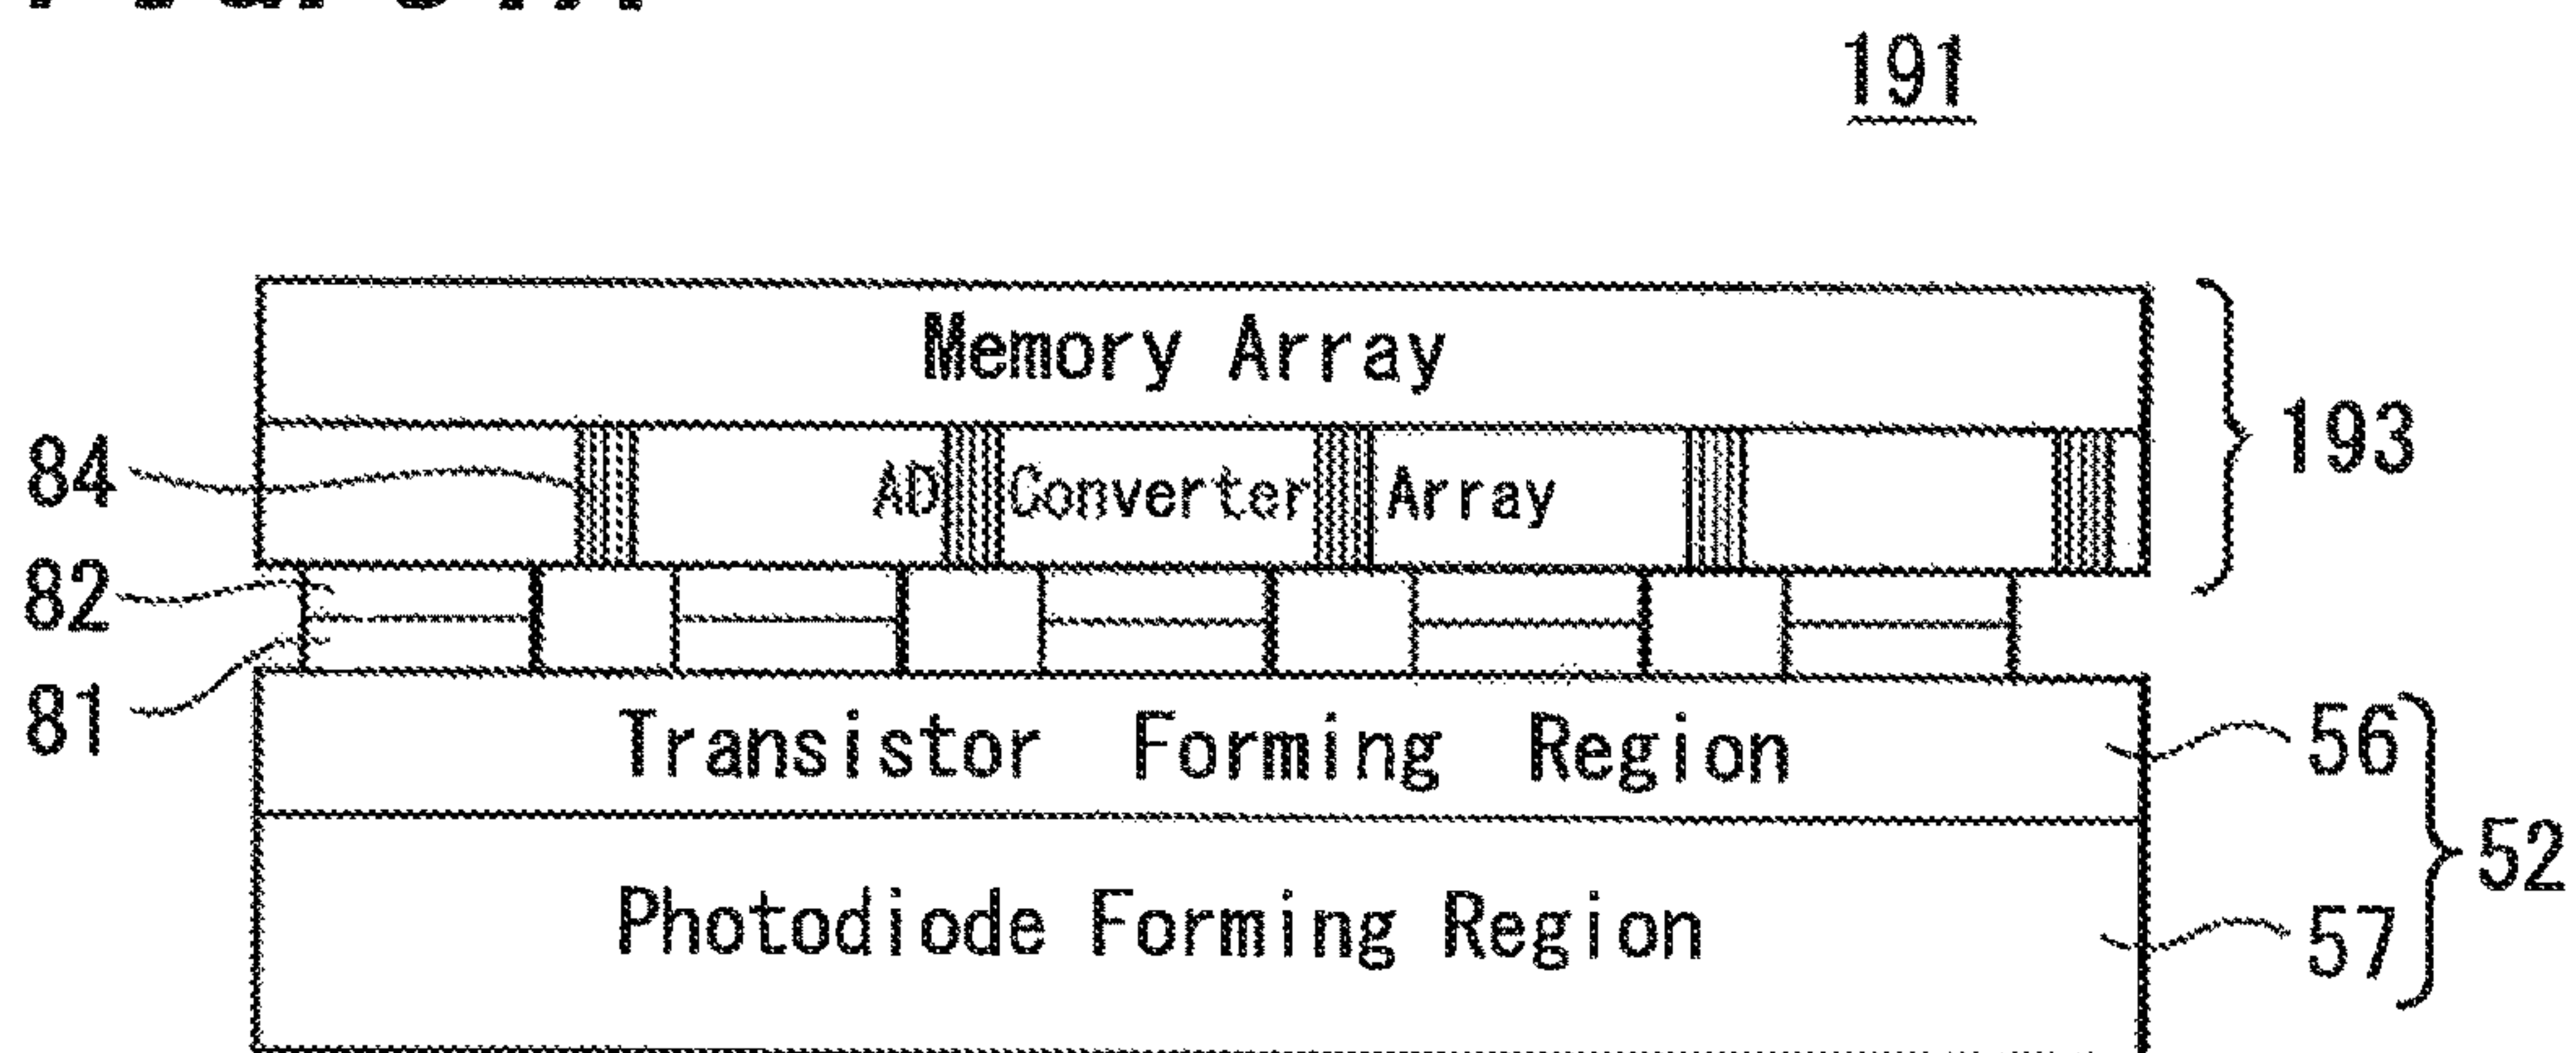 191
Memory Array
193
84
AD Converter Array
82
81
Transistor Forming Region
56
52
Photodiode Forming Region
57